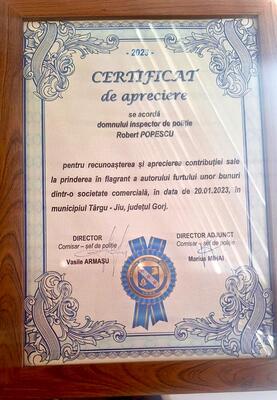 - 2023 -
CERTIFICAT
de apreciere
se acordă
domnului inspector de poliție
Robert POPESCU
pentru recunoașterea și aprecierea contribuției sale
la prinderea în flagrant a autorului furtului unor bunuri
dintr-o societate comercială, în data de 20.01.2023, în
municipiul Târgu - Jiu, județul Gorj.
DIRECTOR
Comisar – șef de poliție
Vasile ARMAȘU
DIRECTOR ADJUNCT
Comisar – șef de poliție
Marius MIHAI